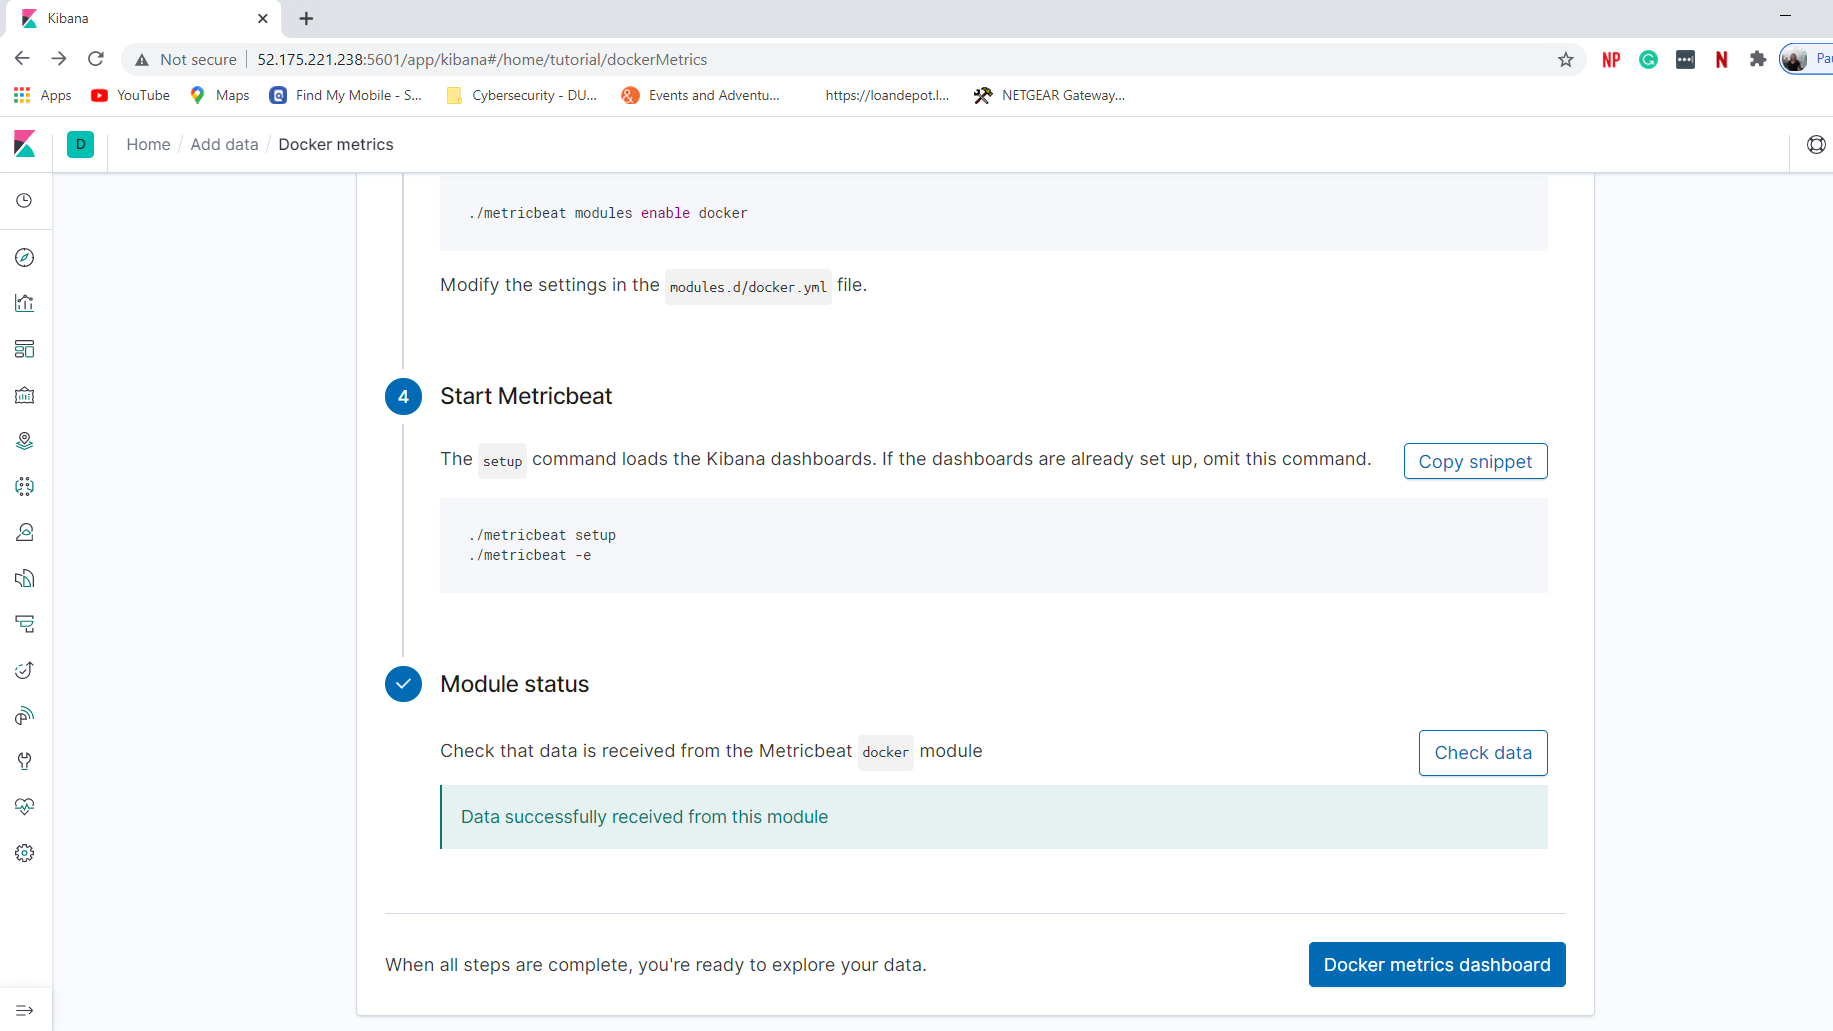 Kibana
Not secure
52.175.221.238:5601/app/kibana#/home/tutorial/dockerMetrics
NP
G
N
Pau
Apps
YouTube
Maps
Find My Mobile - S...
Cybersecurity - DU...
Events and Adventu...
https://loandepot.l...
NETGEAR Gateway...
D
Home / Add data / Docker metrics
./metricbeat modules enable docker
Modify the settings in the modules.d/docker.yml file.
4
Start Metricbeat
The setup command loads the Kibana dashboards. If the dashboards are already set up, omit this command.
Copy snippet
./metricbeat setup
./metricbeat -e
Module status
Check that data is received from the Metricbeat docker module
Check data
Data successfully received from this module
When all steps are complete, you're ready to explore your data.
Docker metrics dashboard